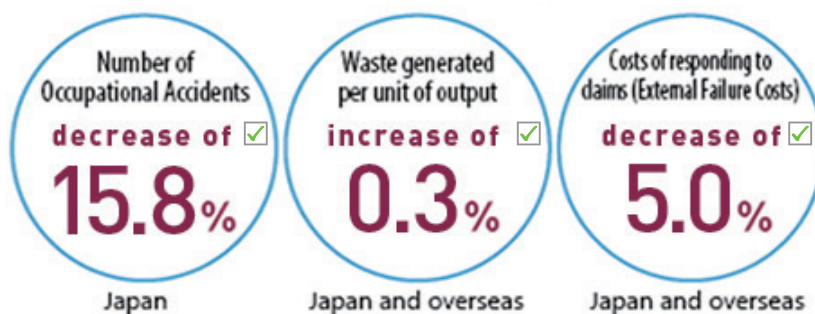 Number of
Occupational Accidents
decrease of
15.8%
Japan
Waste generated
per unit of output
increase of
0.3%
Japan and overseas
Costs of responding to
claims (External Failure Costs)
decrease of
5.0%
Japan and overseas